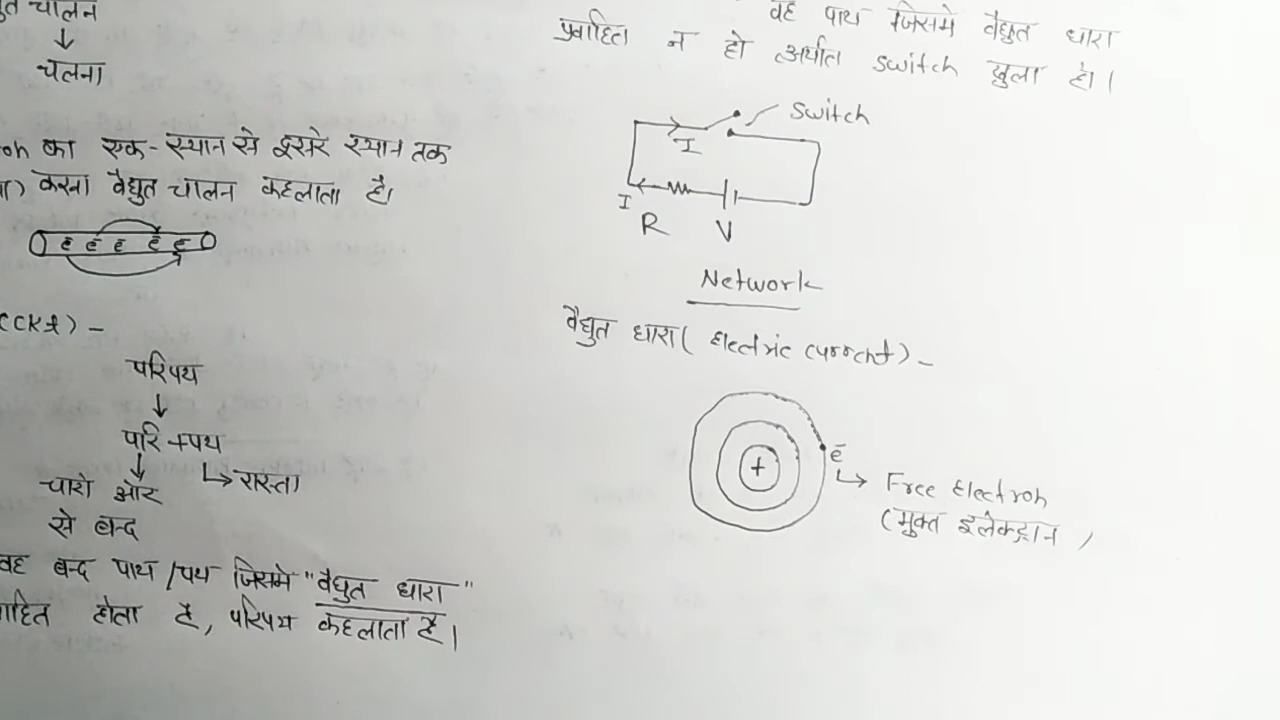 चालन
↓
चलना
का एक-स्थान से दूसरे स्थान तक
करना वैद्युत चालन कहलाता है।
(CKt) -
परिपथ
↓
परि + पथ
↓ ↳ रास्ता
चारो ओर
से बन्द
वह बन्द पाथ/पथ जिसमे "वैद्युत धारा"
होता है, परिपथ कहलाता है।
वह पाथ जिसमे वैद्युत धारा
प्रवाहित न हो अर्थात switch खुला हो।
Switch
I
I
R V
Network
वैद्युत धारा (Electric current) -
+
e̅
↳ Free Electron
(मुक्त इलेक्ट्रान)